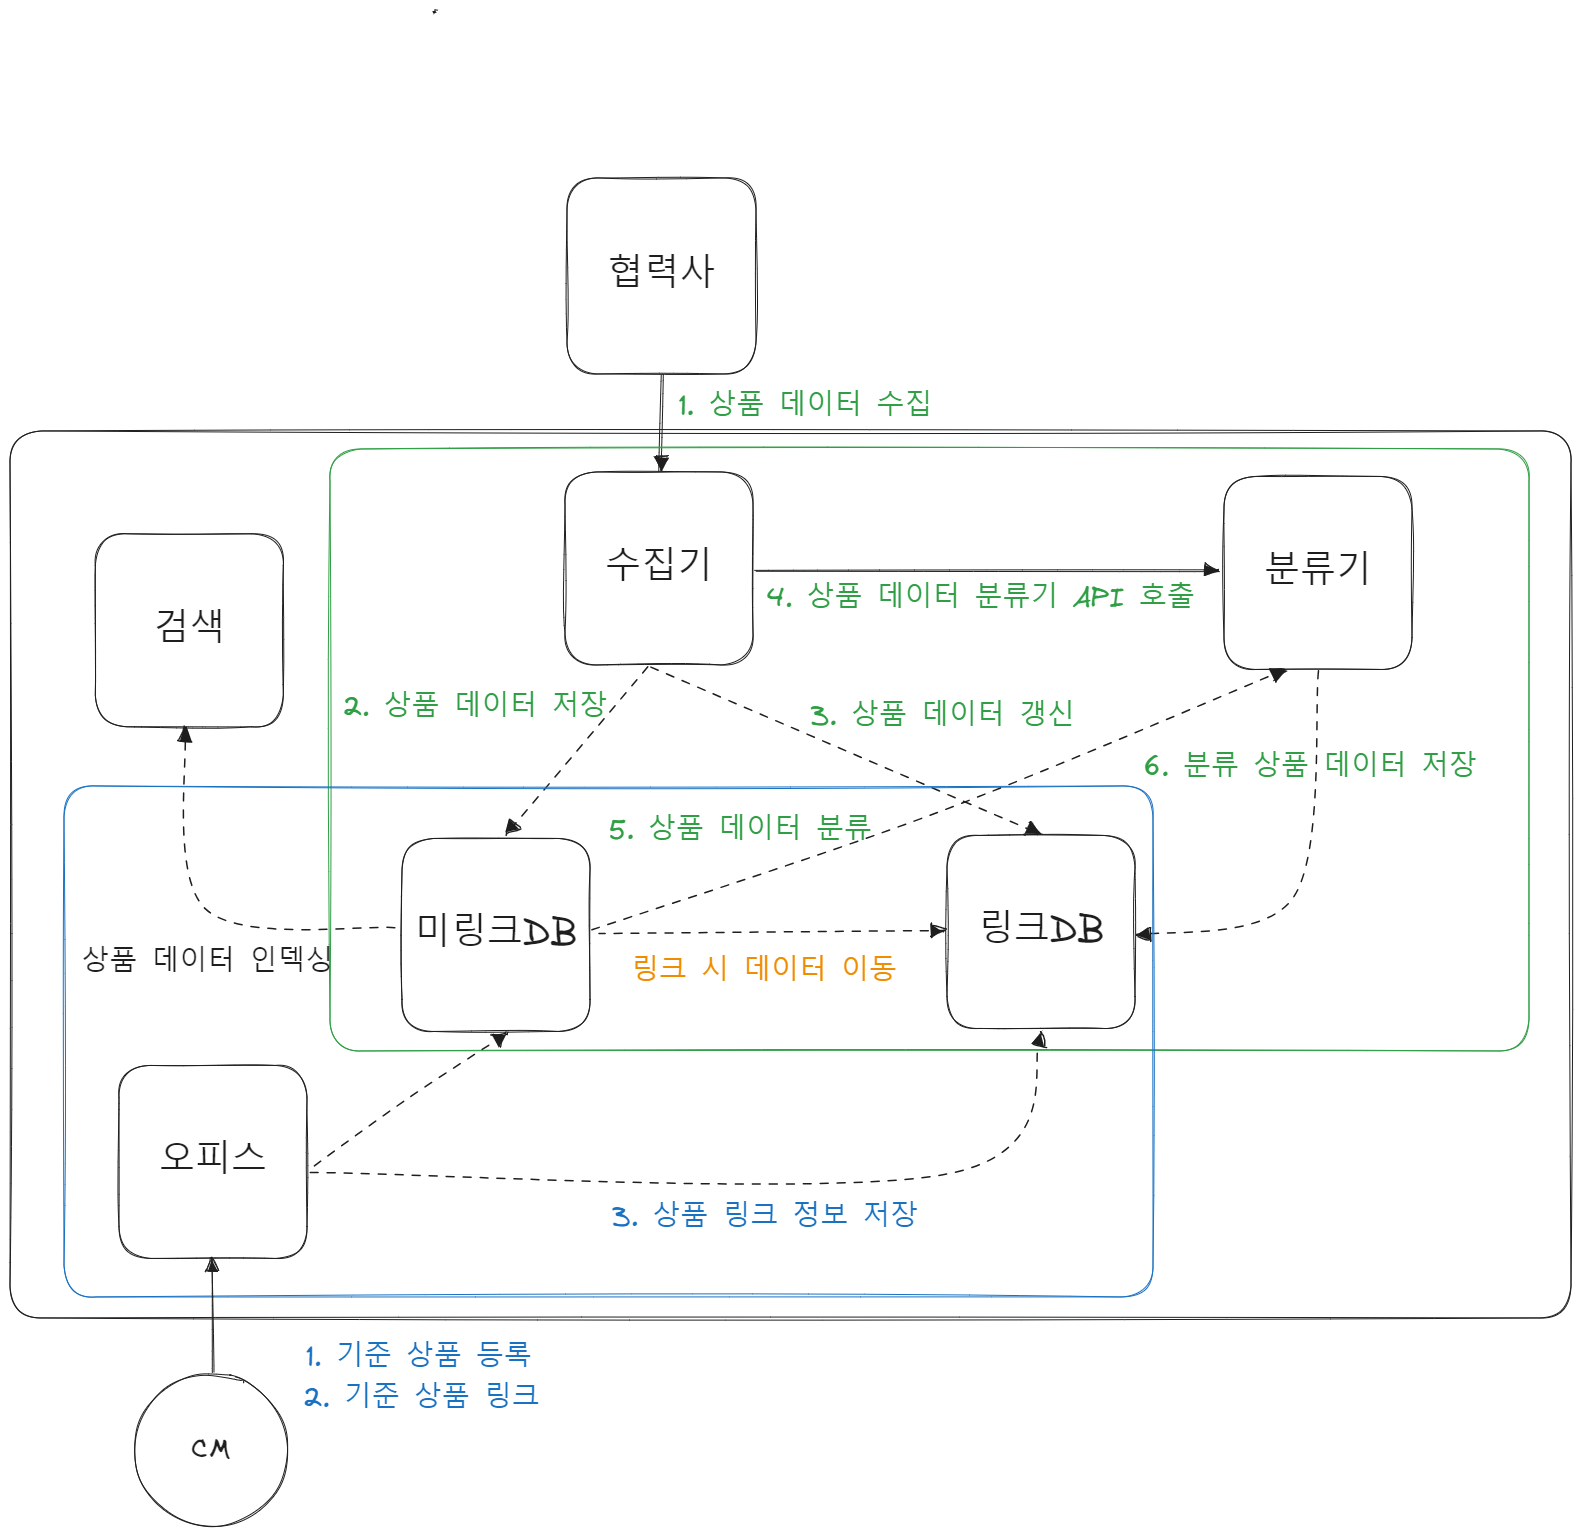 협력사
1. 상품 데이터 수집
수집기
분류기
4. 상품 데이터 분류기 API 호출
검색
2. 상품 데이터 저장
3. 상품 데이터 갱신
6. 분류 상품 데이터 저장
5. 상품 데이터 분류
미링크DB
링크DB
상품 데이터 인덱싱
링크 시 데이터 이동
오피스
3. 상품 링크 정보 저장
1. 기준 상품 등록
2. 기준 상품 링크
CM